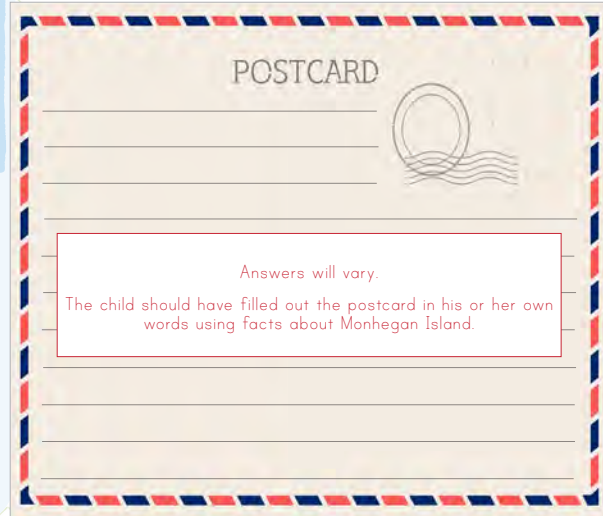 POSTCARD
Answers will vary.
The child should have filled out the postcard in his or her own
words using facts about Monhegan Island.